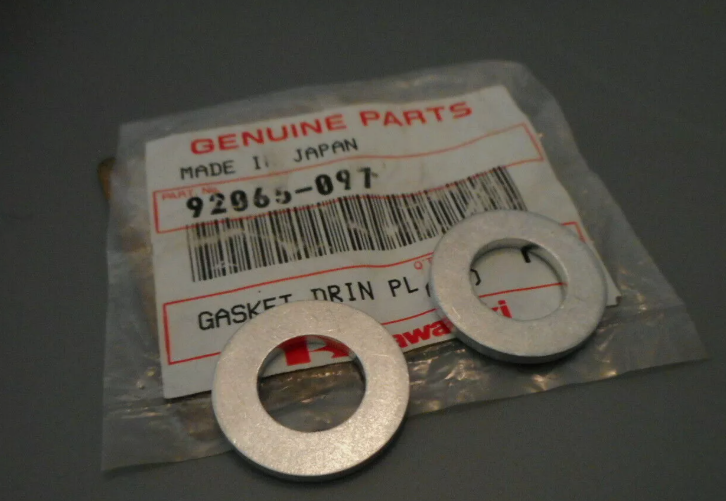 GENUINE PARTS
MADE IN JAPAN
PART No.
92065-097
GASKET DRIN PL